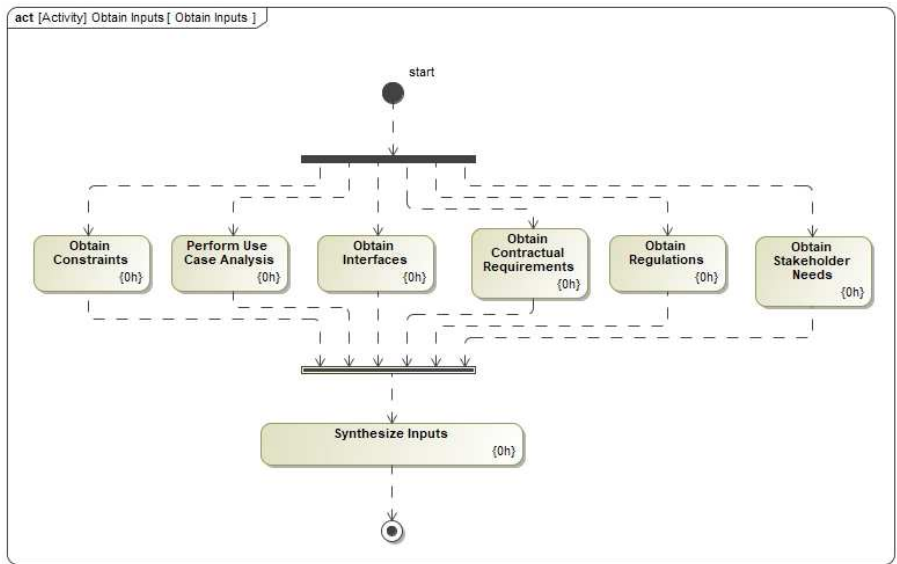 act [Activity] Obtain Inputs [ Obtain Inputs ]
start
Obtain
Constraints
{0h}
Perform Use
Case Analysis
{0h}
Obtain
Interfaces
{0h}
Obtain
Contractual
Requirements
{0h}
Obtain
Regulations
{0h}
Obtain
Stakeholder
Needs
{0h}
Synthesize Inputs
{0h}